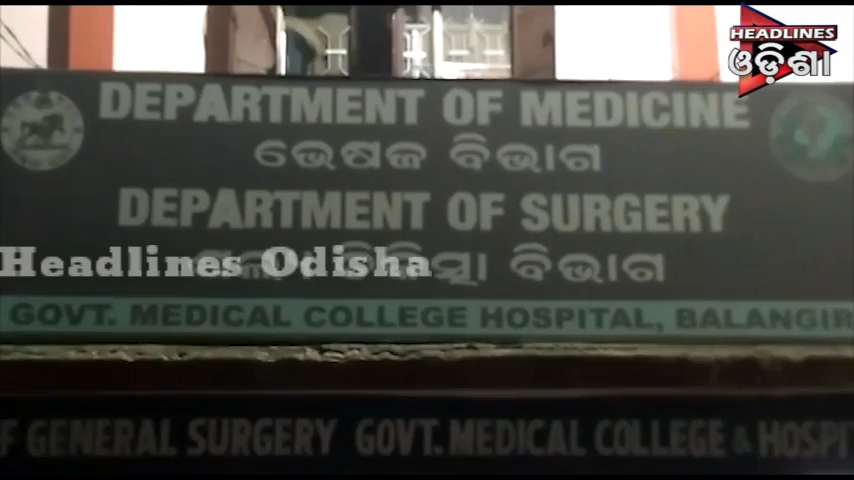 HEADLINES
ଓଡ଼ିଶା
DEPARTMENT OF MEDICINE
ଭେଷଜ ବିଭାଗ
DEPARTMENT OF SURGERY
ବିଭାଗ
Headlines Odisha
GOVT. MEDICAL COLLEGE HOSPITAL, BALANGIR
F GENERAL SURGERY GOVT. MEDICAL COLLEGE & HOSPI